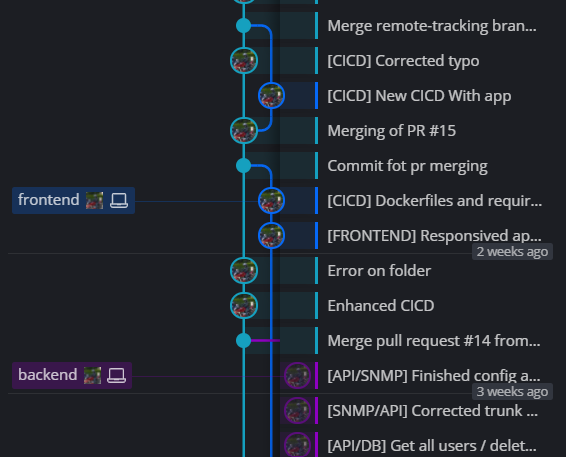 Merge remote-tracking bran...
[CICD] Corrected typo
[CICD] New CICD With app
Merging of PR #15
Commit fot pr merging
frontend [CICD] Dockerfiles and requir...
[FRONTEND] Responsived ap...
2 weeks ago
Error on folder
Enhanced CICD
Merge pull request #14 from...
backend [API/SNMP] Finished config a...
3 weeks ago
[SNMP/API] Corrected trunk ...
[API/DB] Get all users / delet...